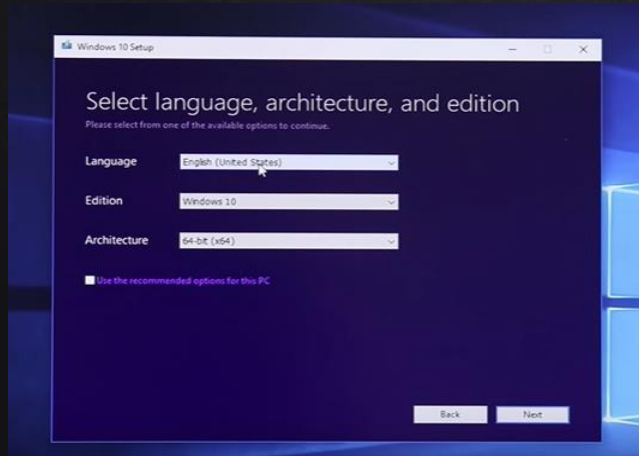 Windows 10 Setup
Select language, architecture, and edition
Please select from one of the available options to continue.
Language
English (United States)
Edition
Windows 10
Architecture
64-bit (x64)
Use the recommended options for this PC
Back
Next